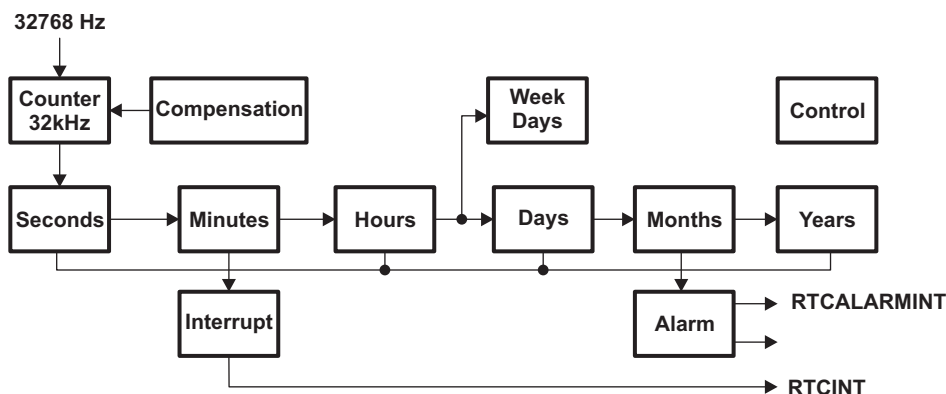 32768 Hz
Counter
32kHz
Compensation
Week
Days
Control
Seconds
Minutes
Hours
Days
Months
Years
Interrupt
Alarm
RTCALARMINT
RTCINT